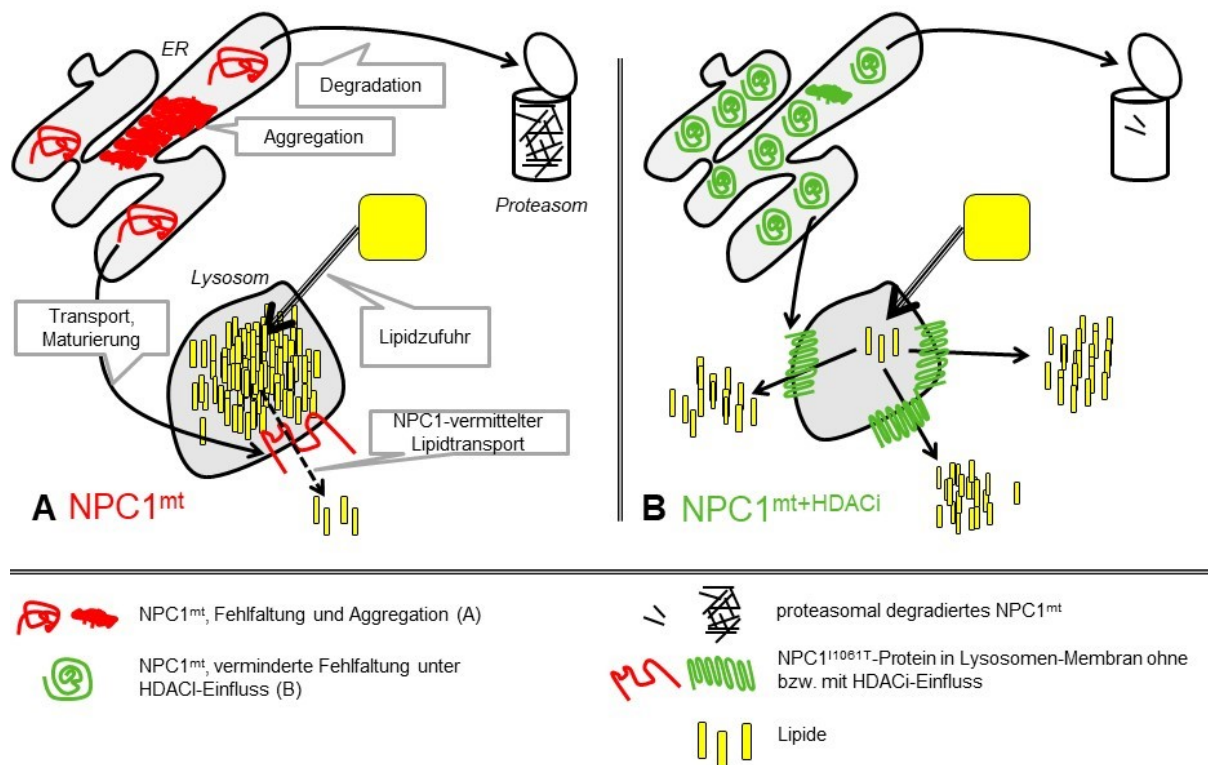 ER
Degradation
Aggregation
Proteasom
Lysosom
Transport,
Maturierung
Lipidzufuhr
NPC1-vermittelter
Lipidtransport
A NPC1ᵐᵗ
B NPC1ᵐᵗ⁺ᴴᴰᴬᶜⁱ
NPC1ᵐᵗ, Fehlfaltung und Aggregation (A)
NPC1ᵐᵗ, verminderte Fehlfaltung unter
HDACI-Einfluss (B)
proteasomal degradiertes NPC1ᵐᵗ
NPC1ᴵ¹⁰⁶¹ᵀ-Protein in Lysosomen-Membran ohne
bzw. mit HDACi-Einfluss
Lipide